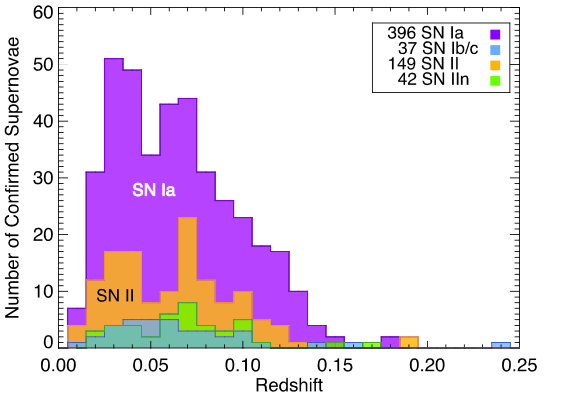 60
50
40
30
20
10
0
Number of Confirmed Supernovae
396 SN Ia
37 SN Ib/c
149 SN II
42 SN IIn
SN Ia
SN II
0.00 0.05 0.10 0.15 0.20 0.25
Redshift